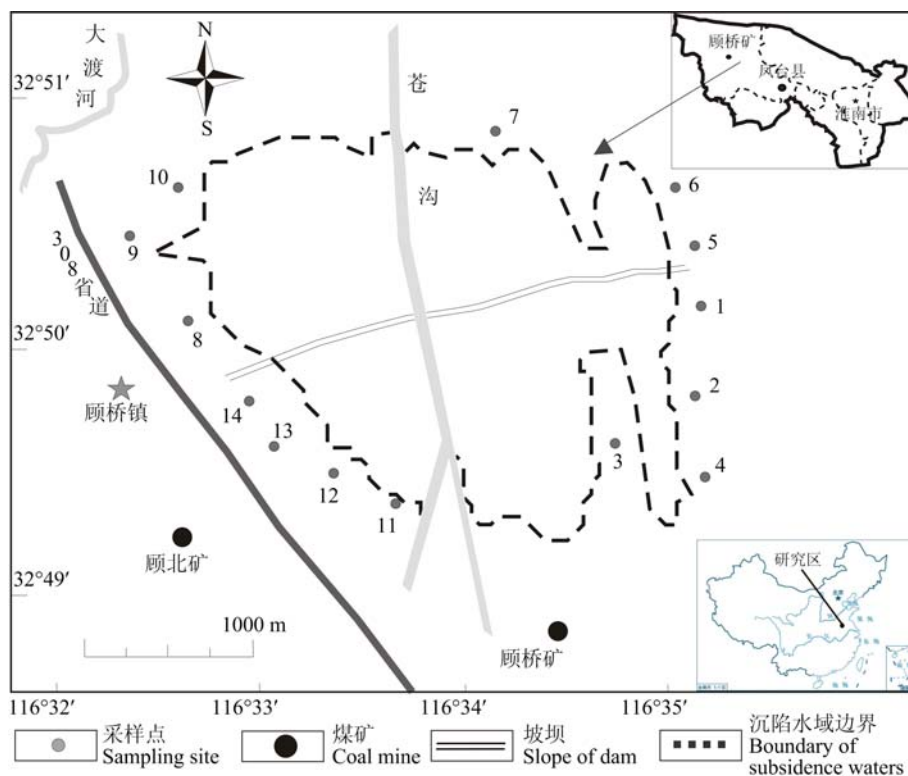 大渡河
N
S
苍沟
顾桥矿
凤台县
淮南市
32°51′
7
10
6
9
5
308省道
1
8
32°50′
2
顾桥镇
14
13
3
4
12
11
研究区
顾北矿
32°49′
1000 m
顾桥矿
116°32′
116°33′
116°34′
116°35′
采样点
Sampling site
煤矿
Coal mine
坡坝
Slope of dam
沉陷水域边界
Boundary of
subsidence waters